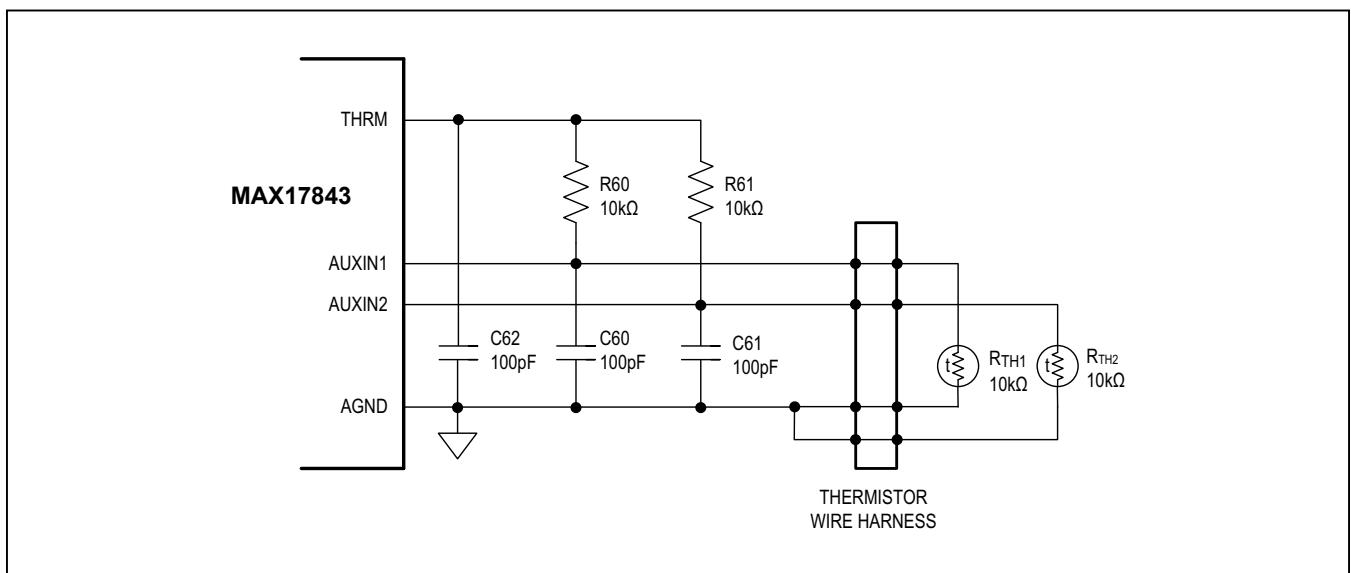 THRM
MAX17843
R60
10kΩ
R61
10kΩ
AUXIN1
AUXIN2
C62
100pF
C60
100pF
C61
100pF
t
RTH1
10kΩ
t
RTH2
10kΩ
AGND
THERMISTOR
WIRE HARNESS